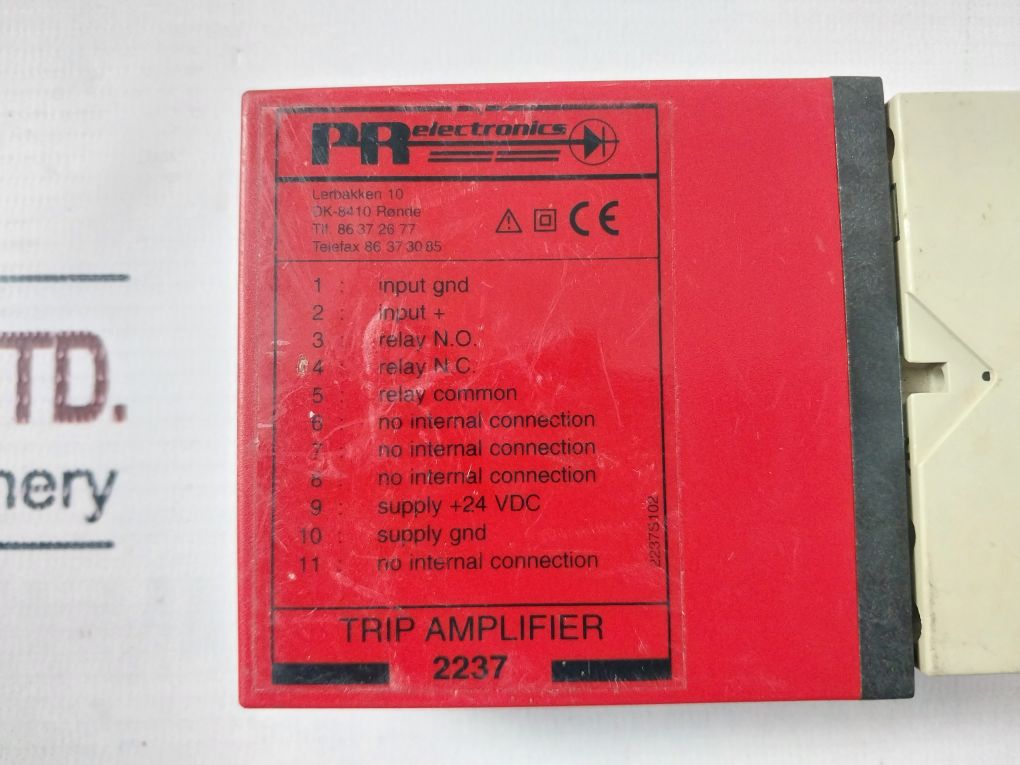 PR electronics
Lerbakken 10
DK-8410 Rønde
Tlf. 86 37 26 77
Telefax 86 37 30 85
CE
1 : input gnd
2 : input +
3 : relay N.O.
4 : relay N.C.
5 : relay common
6 : no internal connection
7 : no internal connection
8 : no internal connection
9 : supply +24 VDC
10 : supply gnd
11 : no internal connection
2237S102
TRIP AMPLIFIER
2237
TD.
nery